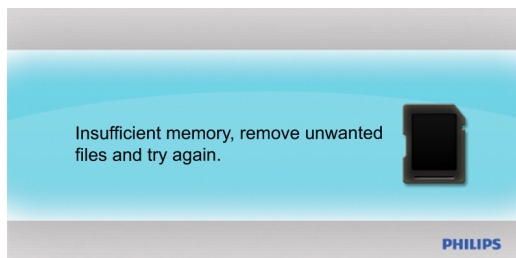 Insufficient memory, remove unwanted
files and try again.
PHILIPS